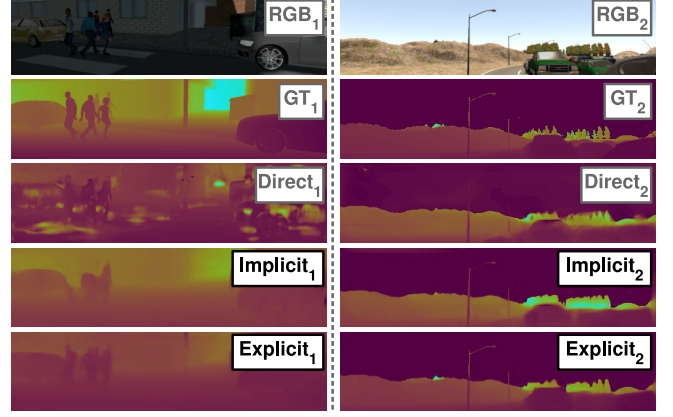 RGB₁
RGB₂
GT₁
GT₂
Direct₁
Direct₂
Implicit₁
Implicit₂
Explicit₁
Explicit₂